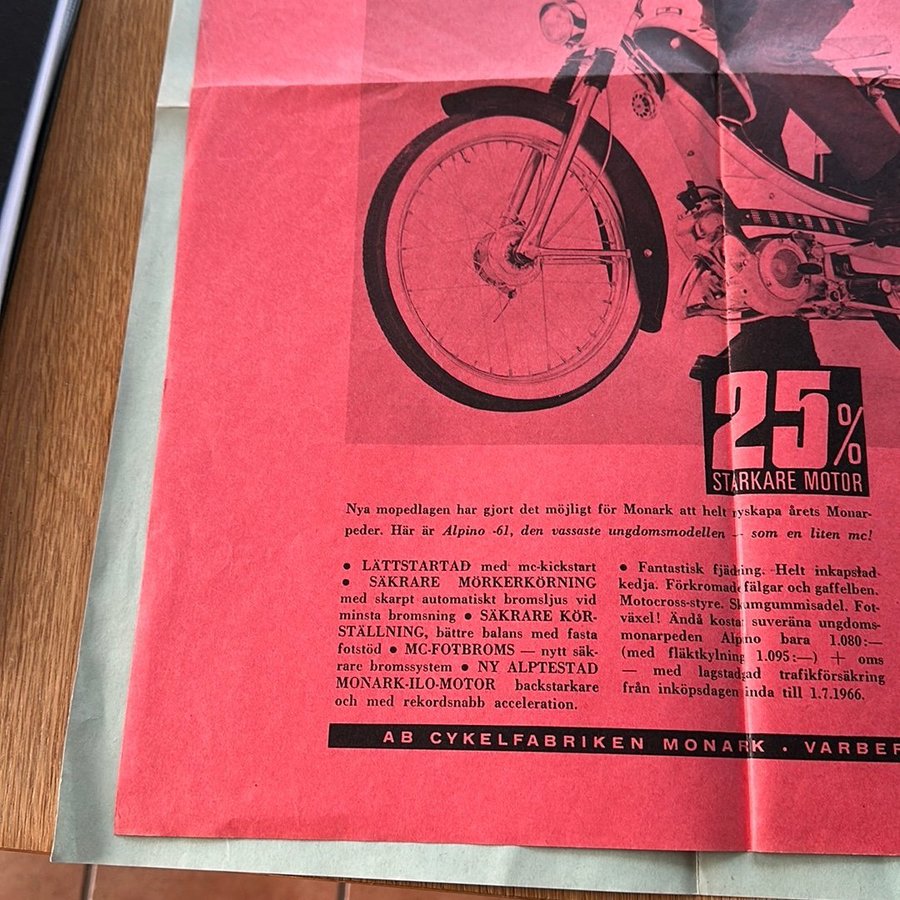 25%
STARKARE MOTOR
Nya mopedlagen har gjort det möjligt för Monark att helt nyskapa årets Monar-
peder. Här är Alpino -61, den vassaste ungdomsmodellen — som en liten mc!
• LÄTTSTARTAD med mc-kickstart
• SÄKRARE MÖRKERKÖRNING
med skarpt automatiskt bromsljus vid
minsta bromsning • SÄKRARE KÖR-
STÄLLNING, bättre balans med fasta
fotstöd • MC-FOTBROMS — nytt säk-
rare bromssystem • NY ALPTESTAD
MONARK-ILO-MOTOR backstarkare
och med rekordsnabb acceleration.
• Fantastisk fjädring. Helt inkapslad
kedja. Förkromade fälgar och gaffelben.
Motocross-styre. Skumgummisadel. Fot-
växel! Ändå kostar suveräna ungdoms-
monarpeden Alpino bara 1.080:—
(med fläktkylning 1.095:—) + oms
— med lagstadgad trafikförsäkring
från inköpsdagen ända till 1.7.1966.
AB CYKELFABRIKEN MONARK . VARBER